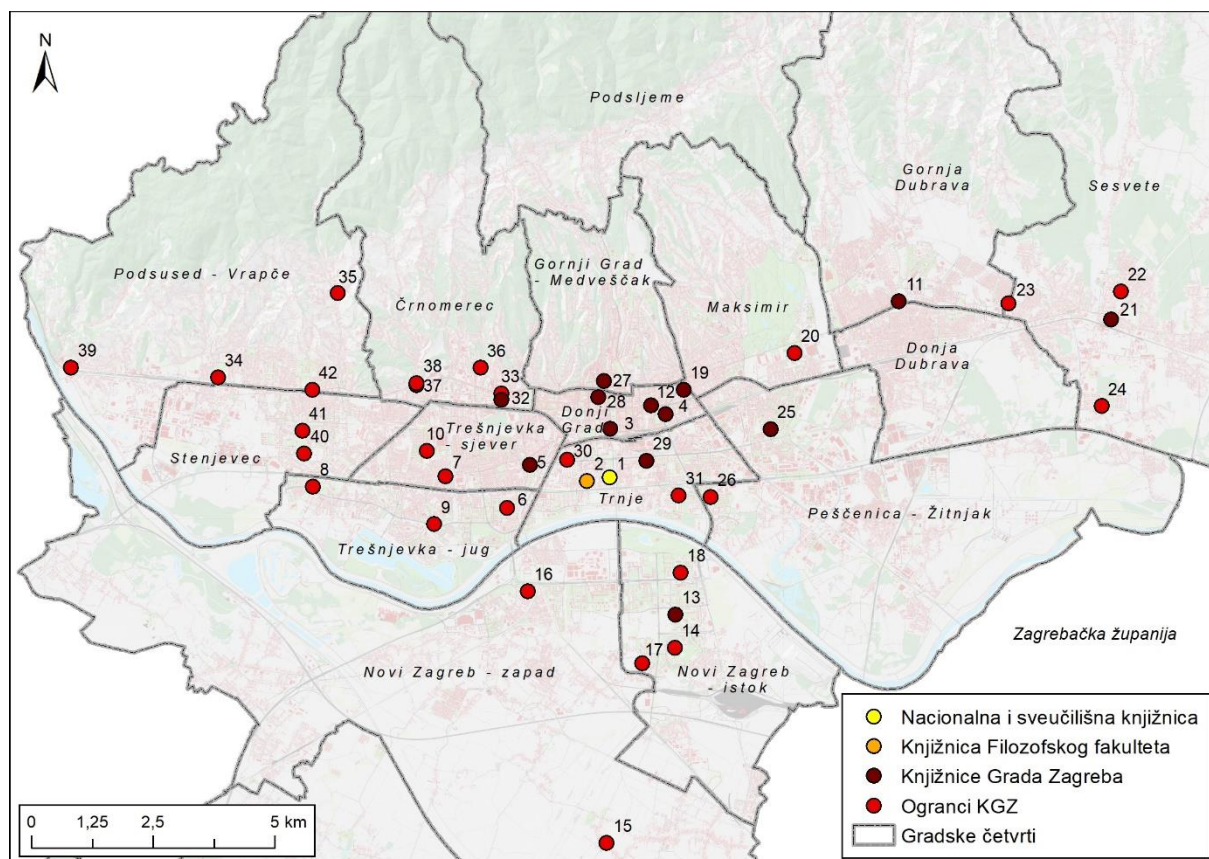 N
Podsljeme
Gornja
Dubrava
Sesvete
Podsused - Vrapče
35
Gornji Grad
- Medveščak
Črnomerec
Maksimir
11
23
22
21
39
34
42
38
37
36
33
32
27
28
19
20
Donja
Dubrava
12
4
Donji
Grad
3
25
24
41
40
Stenjevec
8
Trešnjevka
- sjever
10
7
5
30
2
1
29
Trnje
31
26
Peščenica - Žitnjak
9
6
Trešnjevka - jug
16
18
13
14
17
Novi Zagreb - zapad
Novi Zagreb
- istok
Zagrebačka županija
15
Nacionalna i sveučilišna knjižnica
Knjižnica Filozofskog fakulteta
Knjižnice Grada Zagreba
Ogranci KGZ
Gradske četvrti
0 1,25 2,5 5 km